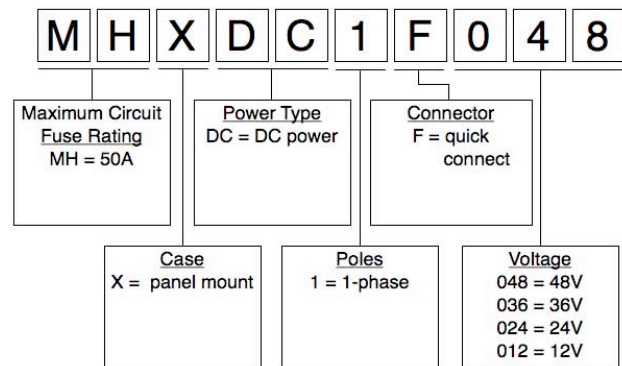 M H X D C 1 F 0 4 8
Maximum Circuit
Fuse Rating
MH = 50A
Power Type
DC = DC power
Connector
F = quick
connect
Case
X = panel mount
Poles
1 = 1-phase
Voltage
048 = 48V
036 = 36V
024 = 24V
012 = 12V